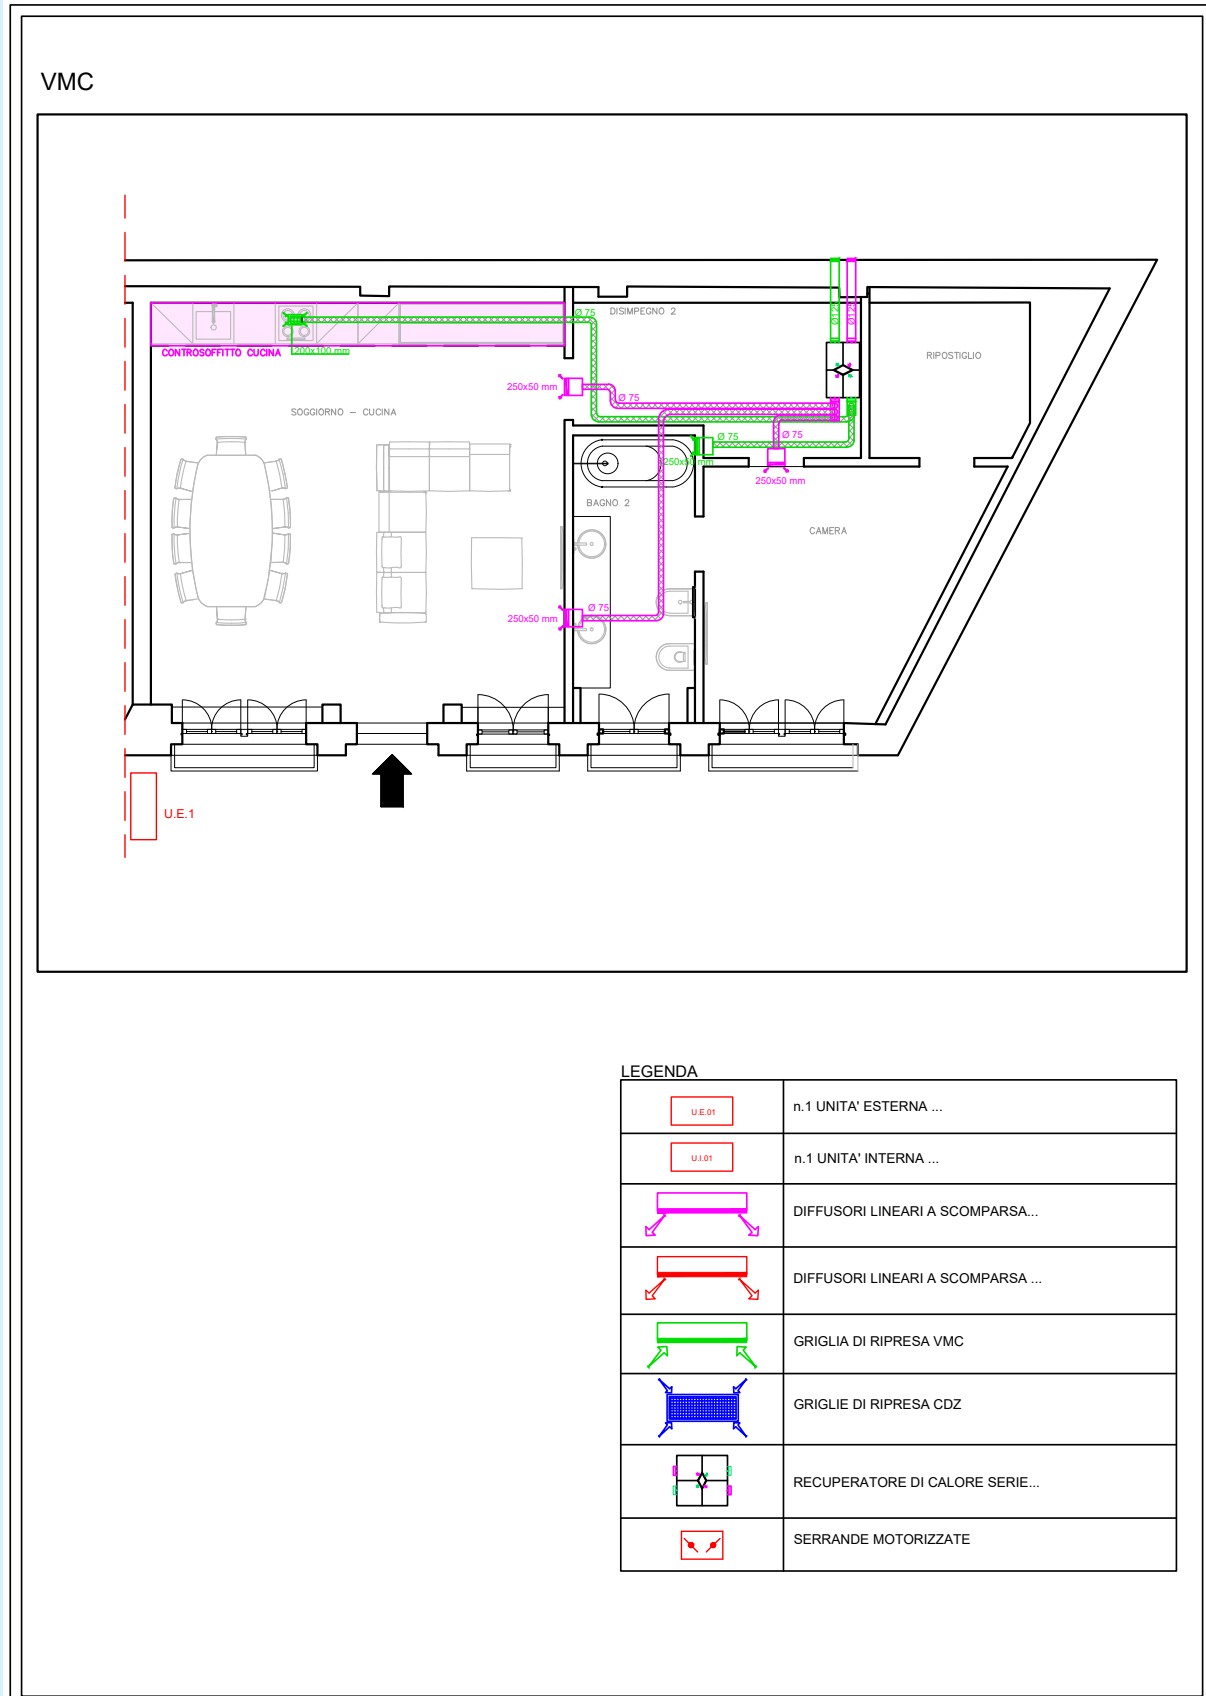 VMC
Ø 75
DISIMPEGNO 2
Ø125
Ø125
CONTROSOFFITTO CUCINA
200x100 mm
RIPOSTIGLIO
250x50 mm
Ø 75
SOGGIORNO – CUCINA
Ø 75
Ø 75
250x50 mm
250x50 mm
BAGNO 2
CAMERA
Ø 75
250x50 mm
U.E.1
LEGENDA
U.E.01
n.1 UNITA' ESTERNA ...
U.I.01
n.1 UNITA' INTERNA ...
DIFFUSORI LINEARI A SCOMPARSA...
DIFFUSORI LINEARI A SCOMPARSA ...
GRIGLIA DI RIPRESA VMC
GRIGLIE DI RIPRESA CDZ
RECUPERATORE DI CALORE SERIE...
SERRANDE MOTORIZZATE